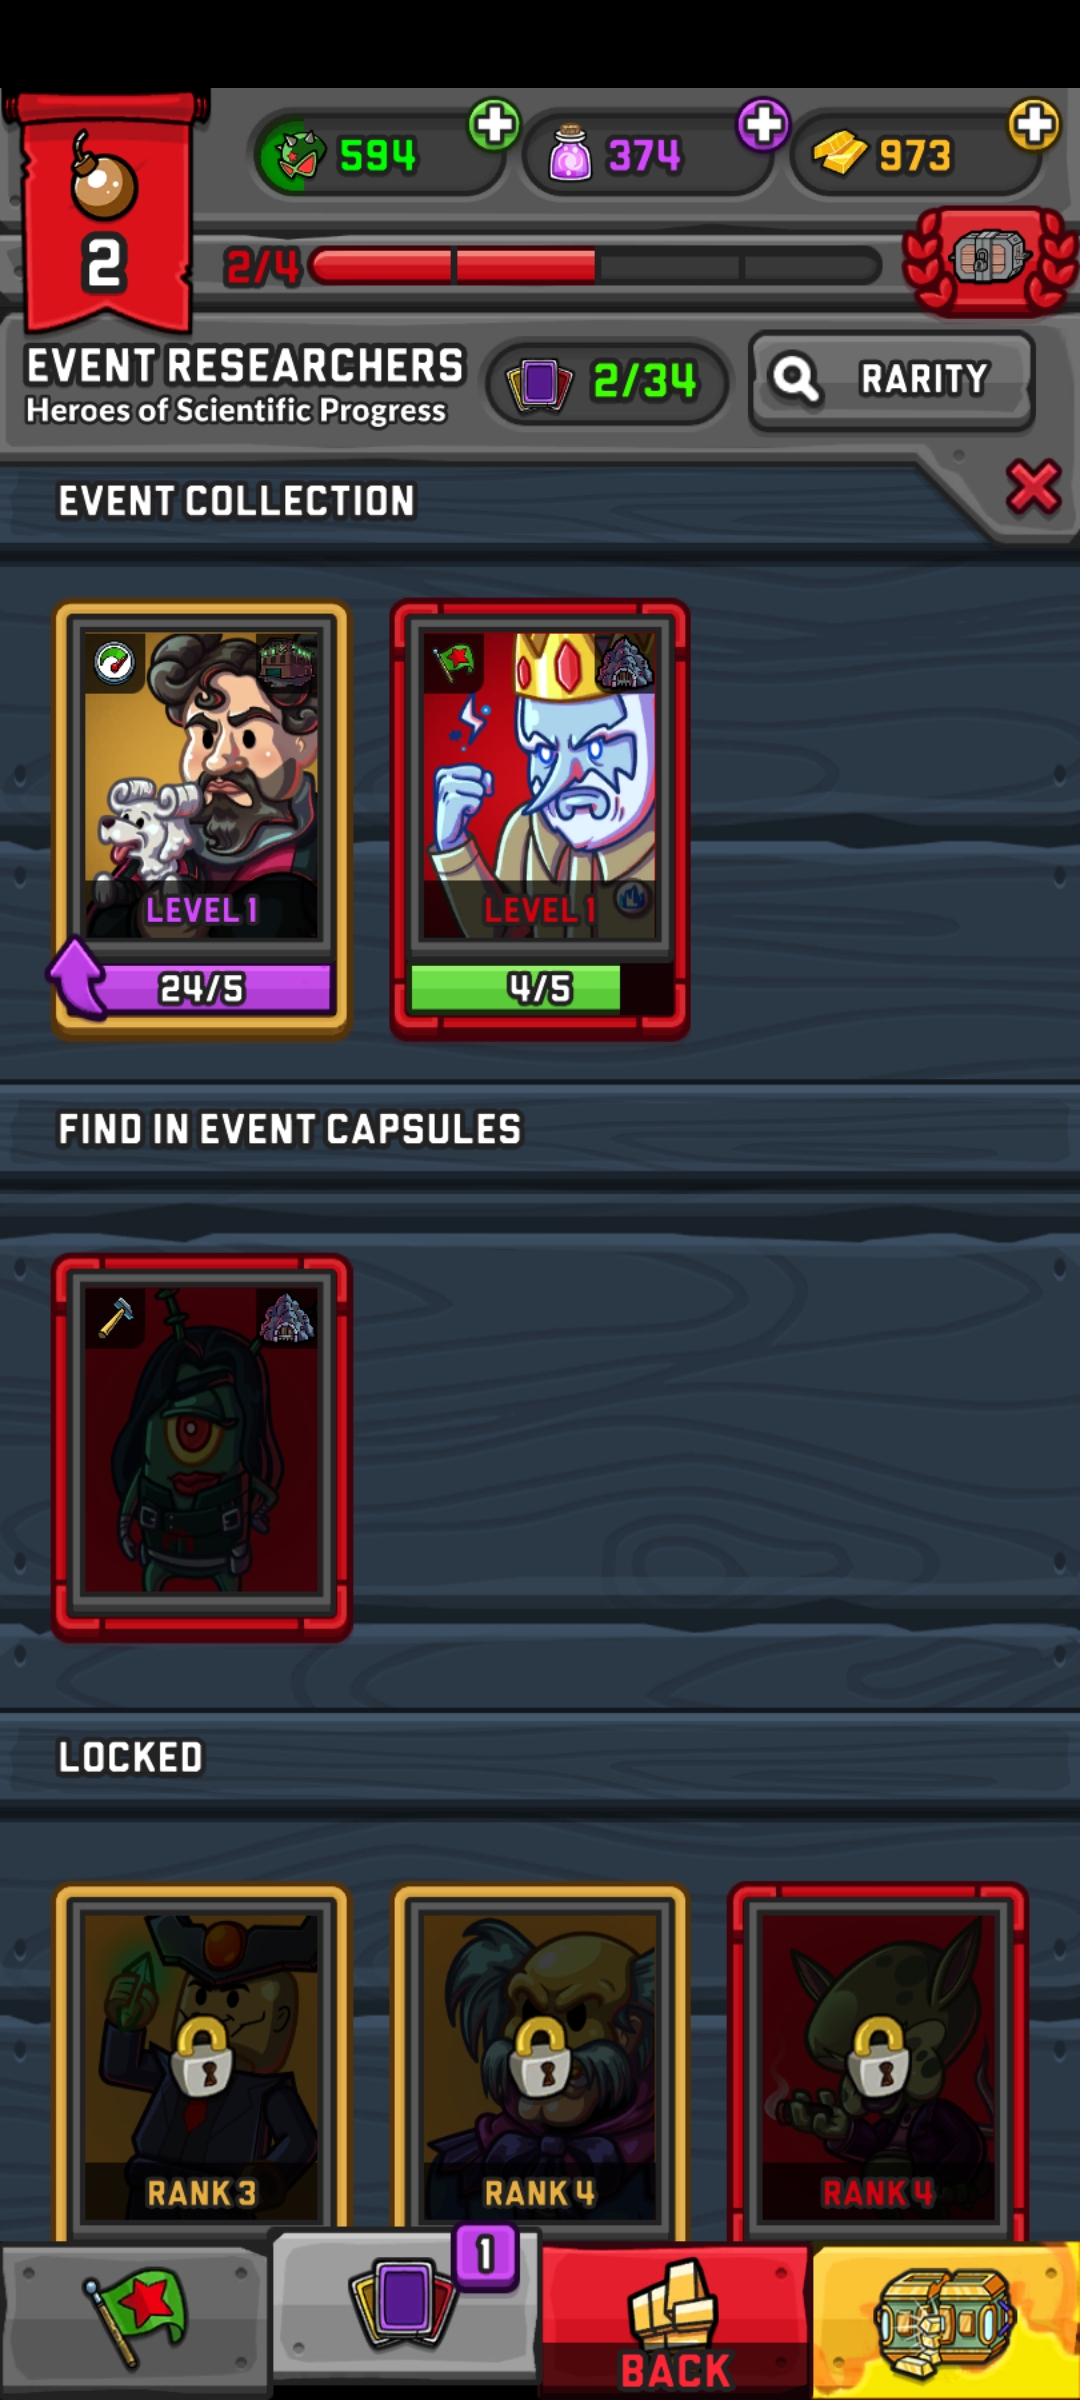 594
374
973
2
2/4
EVENT RESEARCHERS
Heroes of Scientific Progress
2/34
RARITY
EVENT COLLECTION
LEVEL 1
LEVEL 1
24/5
4/5
FIND IN EVENT CAPSULES
LOCKED
RANK 3
RANK 4
RANK 4
1
BACK